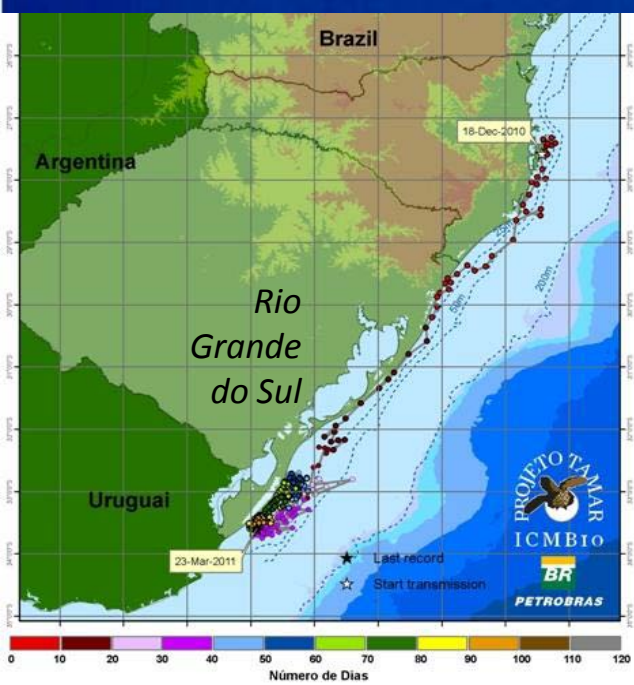 Brazil
18-Dec-2010
Argentina
200m
50m
Rio
Grande
do Sul
Uruguai
PROJETO TAMAR
ICMBio
23-Mar-2011
Last record
Start transmission
BR
PETROBRAS
0 10 20 30 40 50 60 70 80 90 100 110 120
Número de Dias